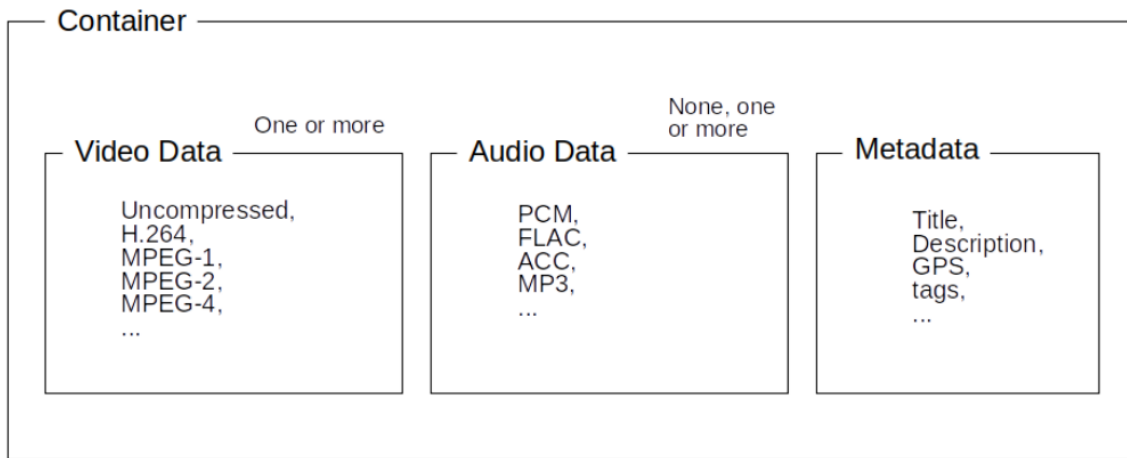 Container
One or more
Video Data
Uncompressed,
H.264,
MPEG-1,
MPEG-2,
MPEG-4,
...
None, one
or more
Audio Data
PCM,
FLAC,
ACC,
MP3,
...
Metadata
Title,
Description,
GPS,
tags,
...